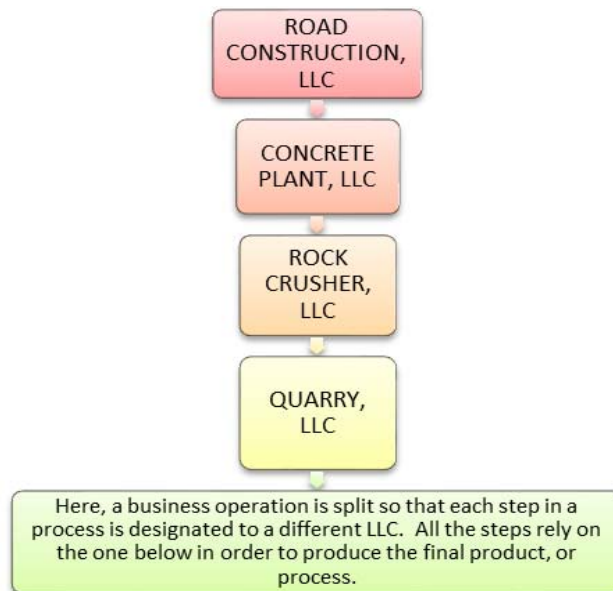 ROAD
CONSTRUCTION,
LLC
CONCRETE
PLANT, LLC
ROCK
CRUSHER,
LLC
QUARRY,
LLC
Here, a business operation is split so that each step in a
process is designated to a different LLC.  All the steps rely on
the one below in order to produce the final product, or
process.